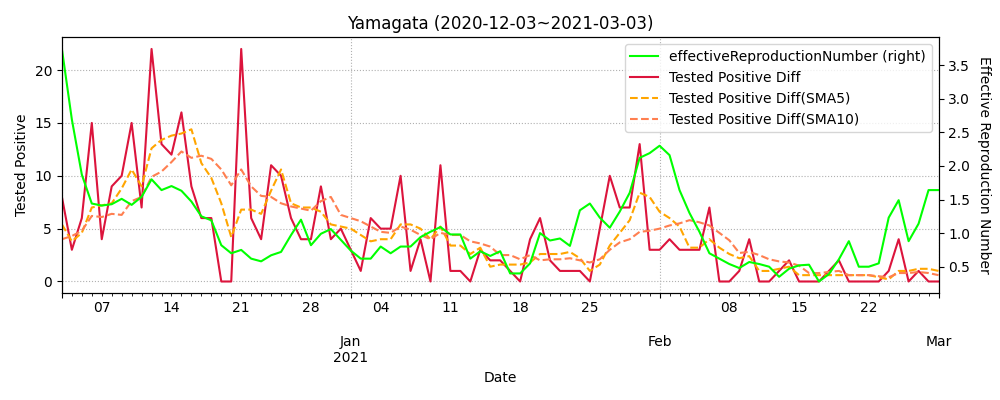 Yamagata (2020-12-03~2021-03-03)
effectiveReproductionNumber (right)
Tested Positive Diff
Tested Positive Diff(SMA5)
Tested Positive Diff(SMA10)
Tested Positive
20
15
10
5
0
3.5
3.0
2.5
2.0
1.5
1.0
0.5
Effective Reproduction Number
07 14 21 28 04 11 18 25 08 15 22
Jan Feb Mar
2021
Date